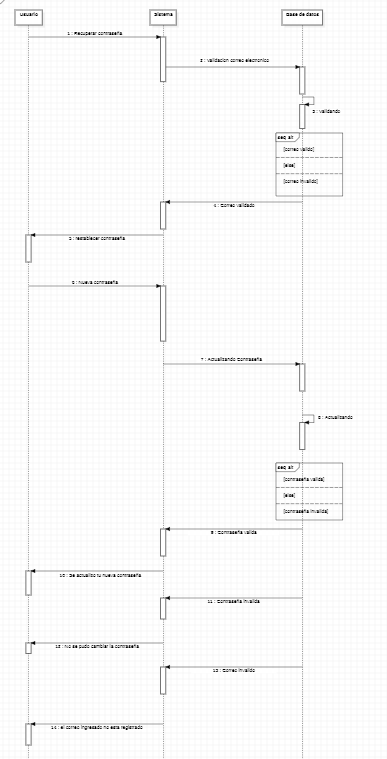 Usuario
Sistema
Base de datos
1 : Recuperar contraseña
2 : Validacion correo electronico
3 : Validando
seq alt
[correo valido]
[else]
[correo invalido]
4 : Correo validado
5 : restablecer contraseña
6 : Nueva contraseña
7 : Actualizando Contraseña
8 : Actualizando
seq alt
[contraseña valida]
[else]
[contraseña invalida]
9 : Contraseña valida
10 : Se actualizo tu nueva contraseña
11 : Contraseña invalida
12 : No se pudo cambiar la contraseña
13 : Correo invalido
14 : el correo ingresado no esta registrado